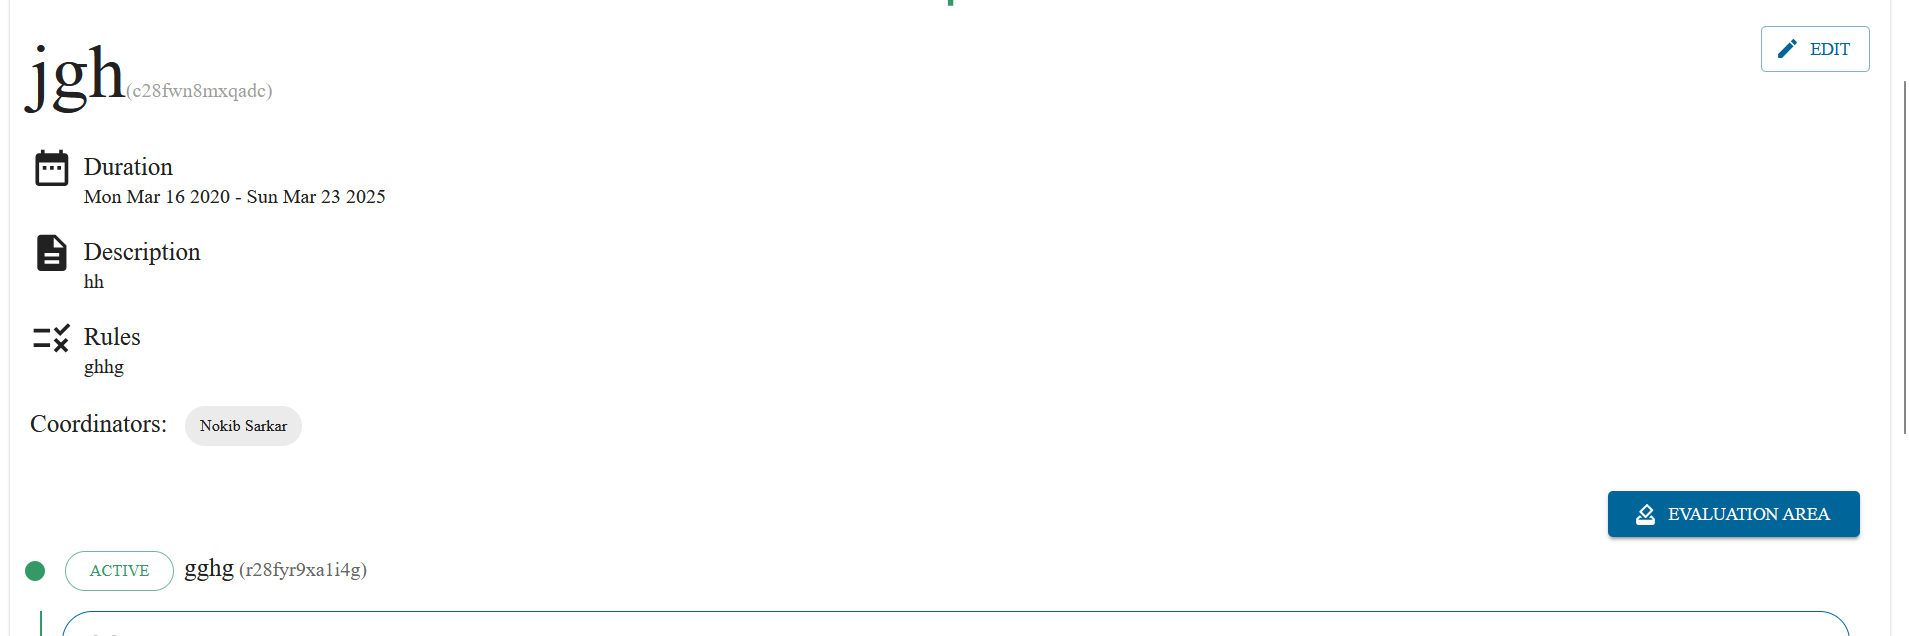 jgh(c28fwn8mxqadc)
EDIT
Duration
Mon Mar 16 2020 - Sun Mar 23 2025
Description
hh
Rules
ghhg
Coordinators: Nokib Sarkar
EVALUATION AREA
ACTIVE gghg (r28fyr9xa1i4g)